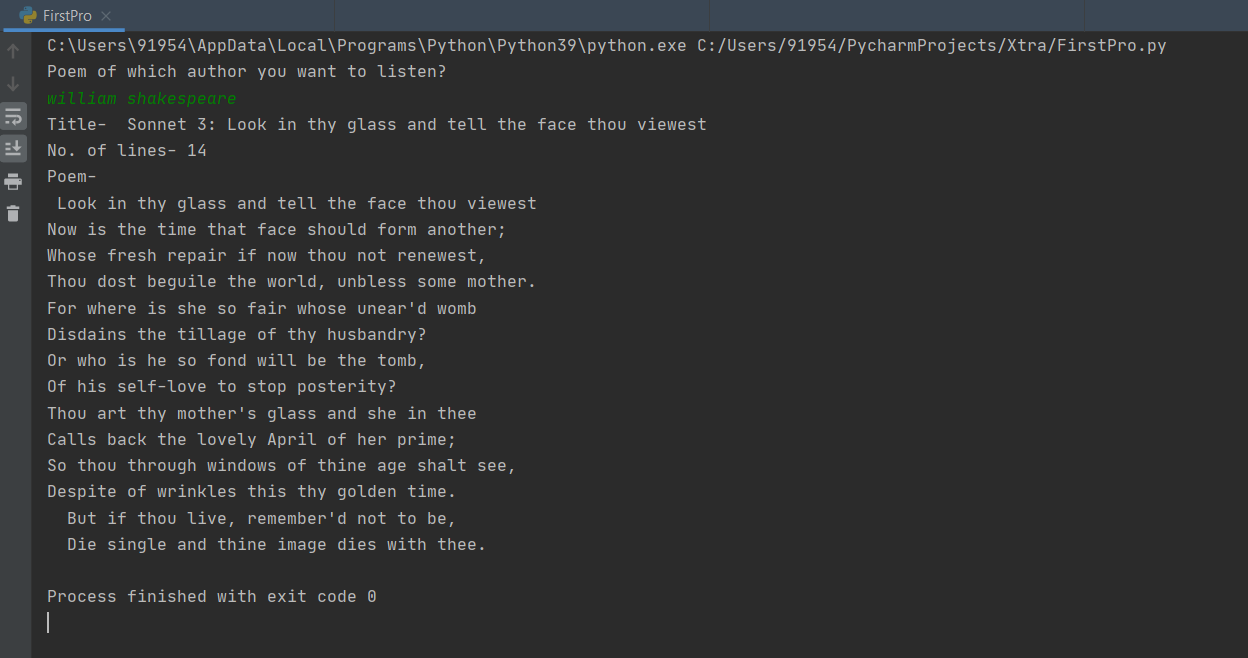 FirstPro
C:\Users\91954\AppData\Local\Programs\Python\Python39\python.exe C:/Users/91954/PycharmProjects/Xtra/FirstPro.py
Poem of which author you want to listen?
william shakespeare
Title-  Sonnet 3: Look in thy glass and tell the face thou viewest
No. of lines- 14
Poem-
 Look in thy glass and tell the face thou viewest
Now is the time that face should form another;
Whose fresh repair if now thou not renewest,
Thou dost beguile the world, unbless some mother.
For where is she so fair whose unear'd womb
Disdains the tillage of thy husbandry?
Or who is he so fond will be the tomb,
Of his self-love to stop posterity?
Thou art thy mother's glass and she in thee
Calls back the lovely April of her prime;
So thou through windows of thine age shalt see,
Despite of wrinkles this thy golden time.
  But if thou live, remember'd not to be,
  Die single and thine image dies with thee.
Process finished with exit code 0